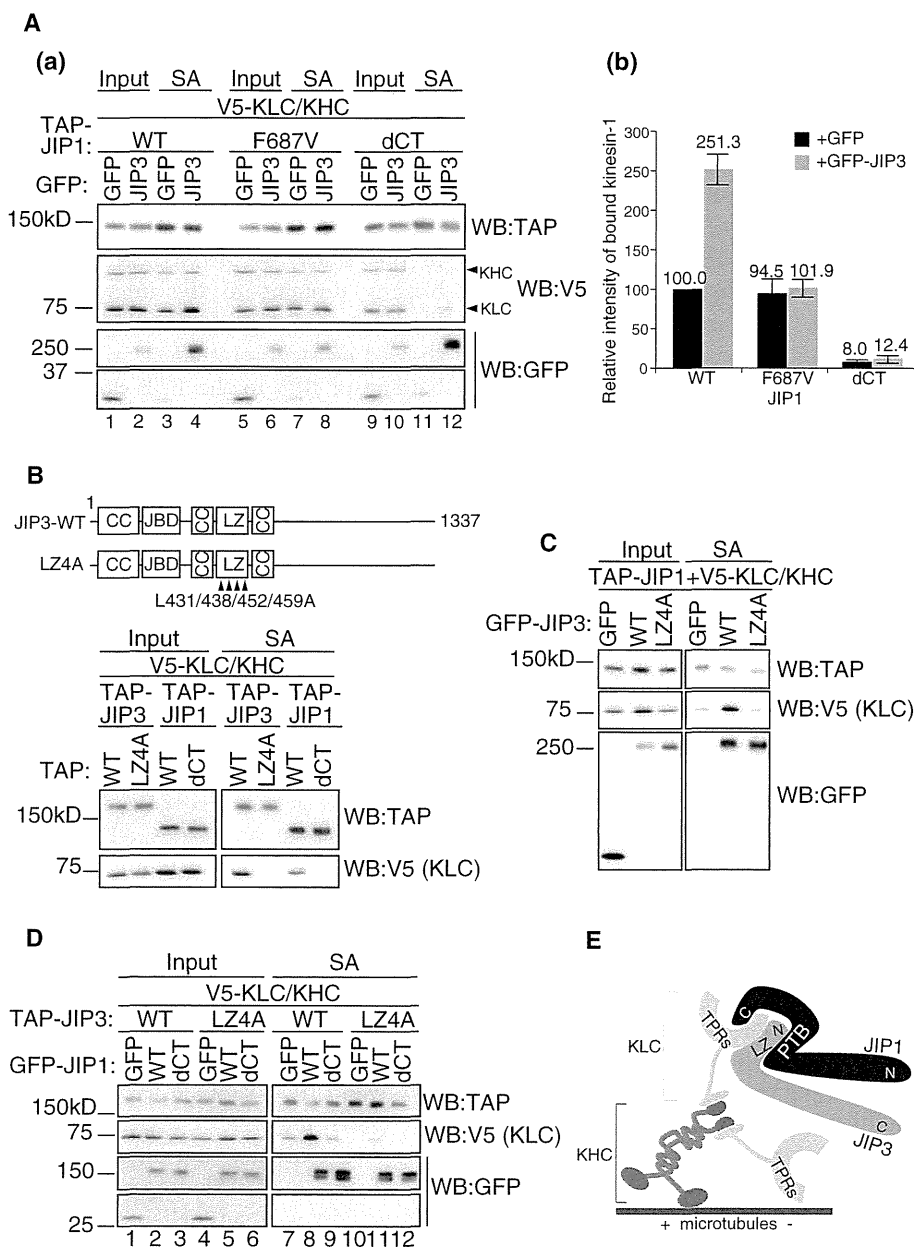 A
(a)
Input SA Input SA Input SA
V5-KLC/KHC
TAP-JIP1: WT F687V dCT
GFP: GFP JIP3 GFP JIP3 GFP JIP3 GFP JIP3 GFP JIP3 GFP JIP3
150kD WB:TAP
KHC
WB:V5
75 KLC
250
37 WB:GFP
1 2 3 4 5 6 7 8 9 10 11 12
(b)
Relative intensity of bound kinesin-1
300
250
200
150
100
50
0
+GFP
+GFP-JIP3
251.3
100.0
94.5 101.9
8.0 12.4
WT F687V dCT
JIP1
B
1
JIP3-WT CC JBD CC LZ CC 1337
LZ4A CC JBD CC LZ CC
L431/438/452/459A
Input SA
V5-KLC/KHC
TAP-JIP3 TAP-JIP1 TAP-JIP3 TAP-JIP1
TAP: WT LZ4A WT dCT WT LZ4A WT dCT
150kD WB:TAP
75 WB:V5 (KLC)
C
Input SA
TAP-JIP1+V5-KLC/KHC
GFP-JIP3: GFP WT LZ4A GFP WT LZ4A
150kD WB:TAP
75 WB:V5 (KLC)
250
WB:GFP
D
Input SA
V5-KLC/KHC
TAP-JIP3: WT LZ4A WT LZ4A
GFP-JIP1: GFP WT dCT GFP WT dCT GFP WT dCT GFP WT dCT
150kD WB:TAP
75 WB:V5 (KLC)
150 WB:GFP
25
1 2 3 4 5 6 7 8 9 10 11 12
E
KLC
TPRs
C
LZ N
PTB
JIP1
N
C
JIP3
KHC
TPRs
+ microtubules -